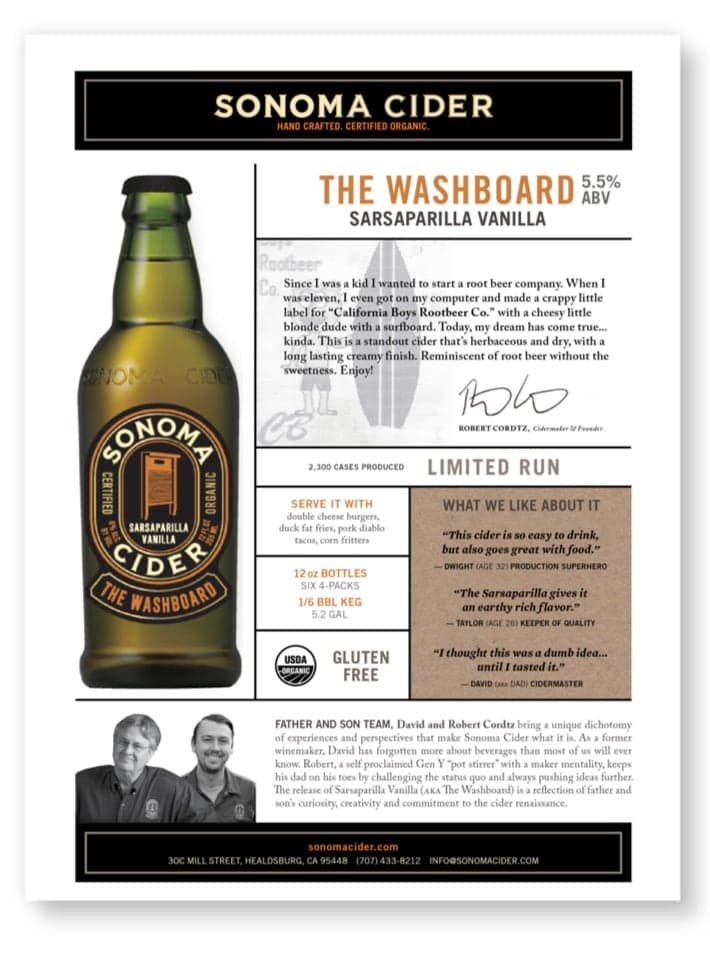 SONOMA CIDER
HAND CRAFTED. CERTIFIED ORGANIC.
THE WASHBOARD 5.5% ABV
SARSAPARILLA VANILLA
Rootbeer
Co.
Since I was a kid I wanted to start a root beer company. When I
was eleven, I even got on my computer and made a crappy little
label for “California Boys Rootbeer Co.” with a cheesy little
blonde dude with a surfboard. Today, my dream has come true...
kinda. This is a standout cider that’s herbaceous and dry, with a
long lasting creamy finish. Reminiscent of root beer without the
sweetness. Enjoy!
CB
ROBERT CORDTZ, Cidermaker & Founder
2,300 CASES PRODUCED LIMITED RUN
SERVE IT WITH
double cheese burgers,
duck fat fries, pork diablo
tacos, corn fritters
12 oz BOTTLES
SIX 4-PACKS
1/6 BBL KEG
5.2 GAL
USDA
ORGANIC
GLUTEN
FREE
WHAT WE LIKE ABOUT IT
“This cider is so easy to drink,
but also goes great with food.”
— DWIGHT (AGE 32) PRODUCTION SUPERHERO
“The Sarsaparilla gives it
an earthy rich flavor.”
— TAYLOR (AGE 26) KEEPER OF QUALITY
“I thought this was a dumb idea...
until I tasted it.”
— DAVID (aka DAD) CIDERMASTER
SONOMA CIDER
SONOMA
CERTIFIED
ORGANIC
SARSAPARILLA
VANILLA
CIDER
THE WASHBOARD
FATHER AND SON TEAM, David and Robert Cordtz bring a unique dichotomy
of experiences and perspectives that make Sonoma Cider what it is. As a former
winemaker, David has forgotten more about beverages than most of us will ever
know. Robert, a self proclaimed Gen Y “pot stirrer” with a maker mentality, keeps
his dad on his toes by challenging the status quo and always pushing ideas further.
The release of Sarsaparilla Vanilla (AKA The Washboard) is a reflection of father and
son’s curiosity, creativity and commitment to the cider renaissance.
sonomacider.com
30C MILL STREET, HEALDSBURG, CA 95448 (707) 433-8212 INFO@SONOMACIDER.COM